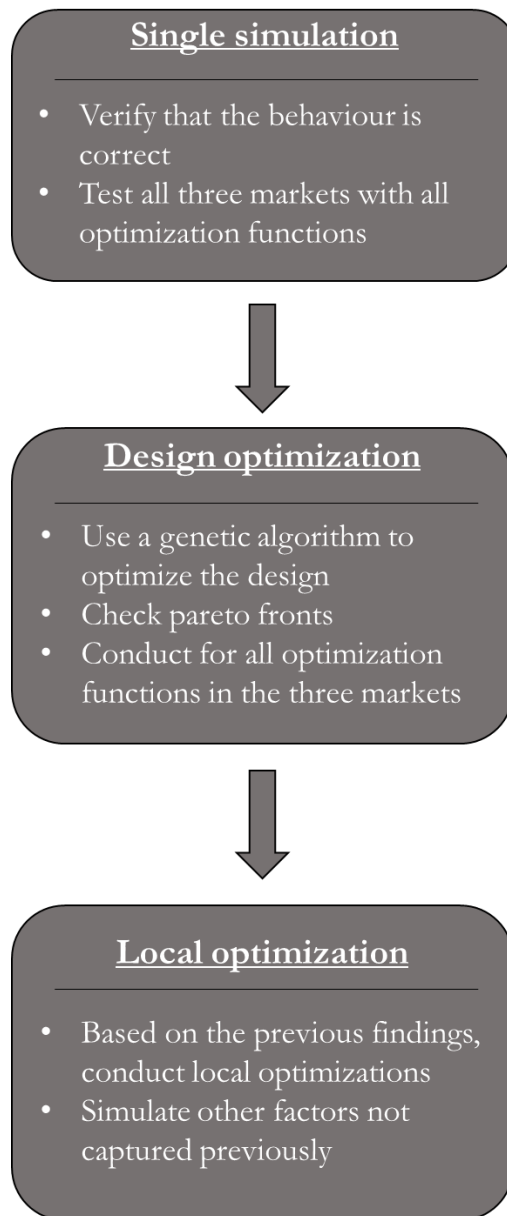 Single simulation
• Verify that the behaviour is
correct
• Test all three markets with all
optimization functions
Design optimization
• Use a genetic algorithm to
optimize the design
• Check pareto fronts
• Conduct for all optimization
functions in the three markets
Local optimization
• Based on the previous findings,
conduct local optimizations
• Simulate other factors not
captured previously